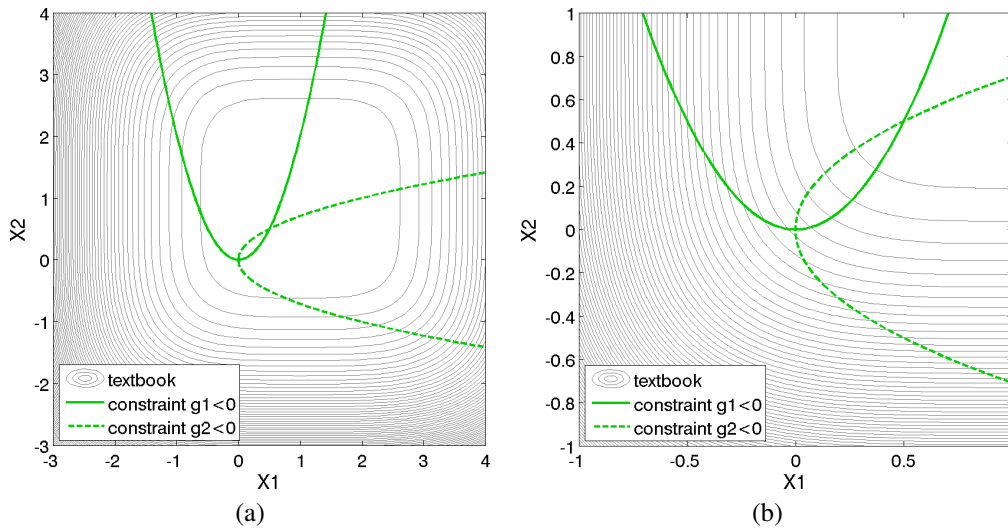 4
3
2
1
0
-1
-2
-3
X2
-3 -2 -1 0 1 2 3 4
X1
textbook
constraint g1<0
constraint g2<0
(a)
1
0.8
0.6
0.4
0.2
0
-0.2
-0.4
-0.6
-0.8
-1
X2
-1 -0.5 0 0.5
X1
textbook
constraint g1<0
constraint g2<0
(b)